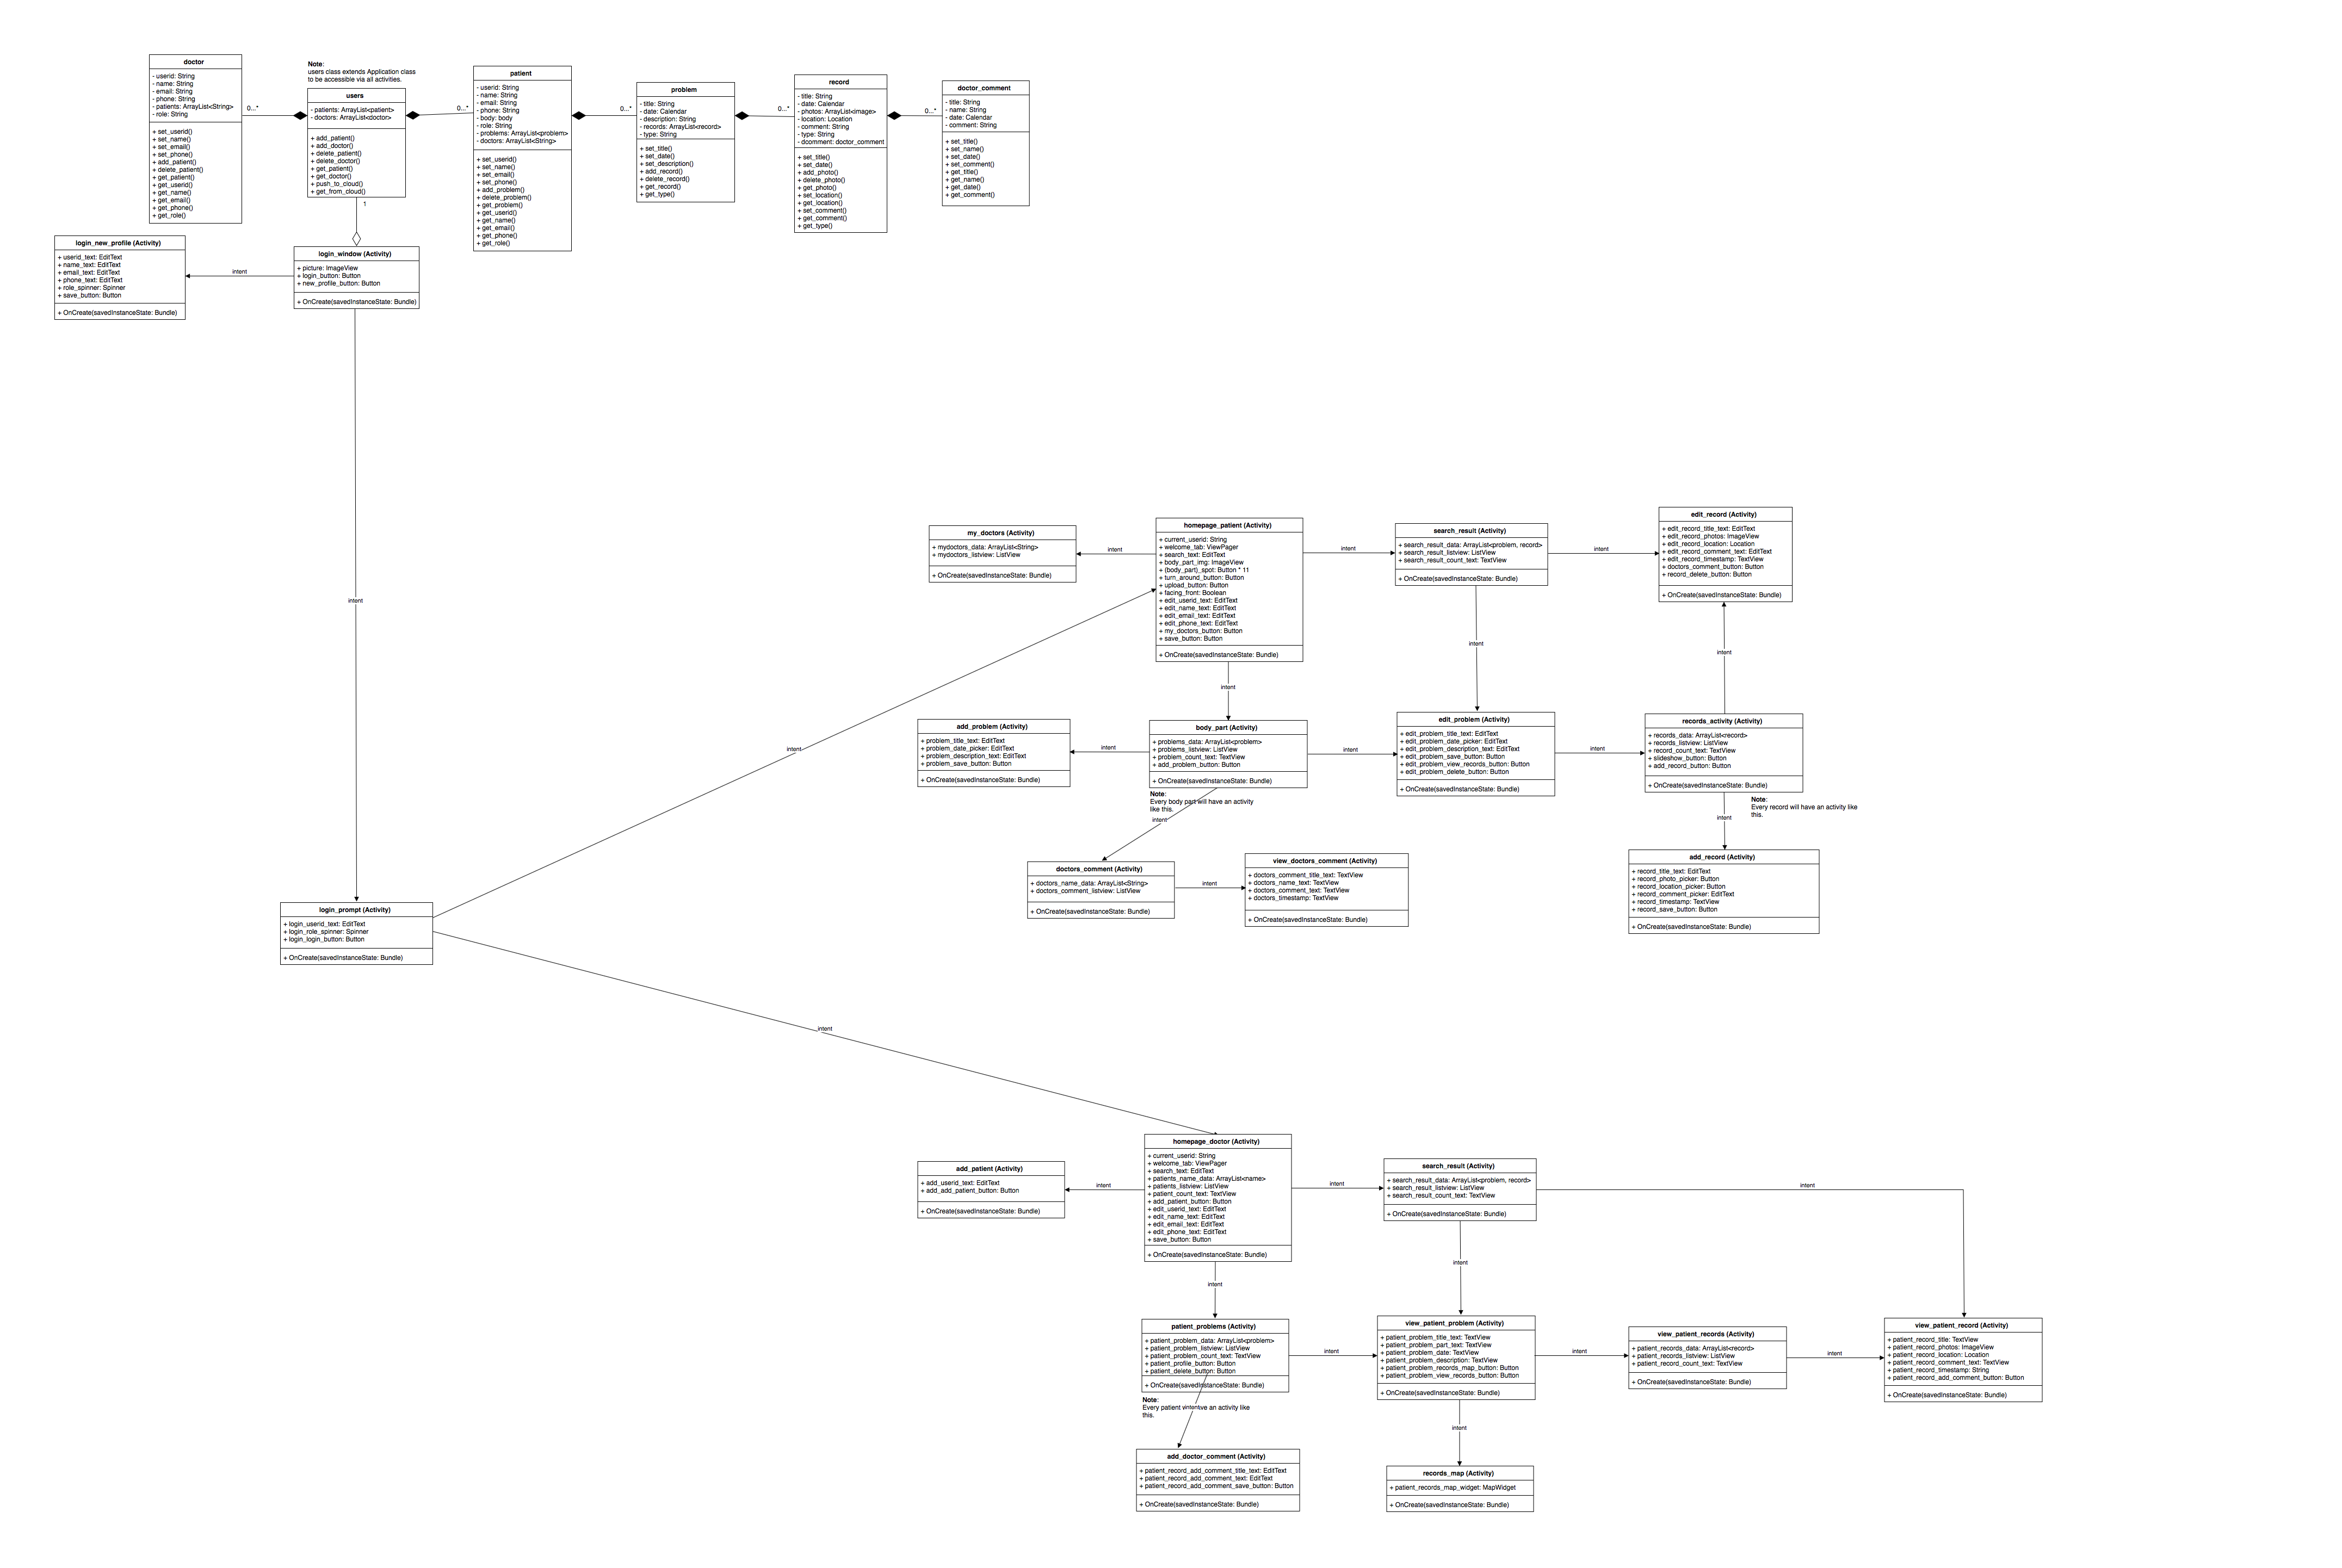 doctor
- userid: String
- name: String
- email: String
- phone: String
- patients: ArrayList<String>
- role: String
+ set_userid()
+ set_name()
+ set_email()
+ set_phone()
+ add_patient()
+ delete_patient()
+ get_patient()
+ get_userid()
+ get_name()
+ get_email()
+ get_phone()
+ get_role()
0...*
Note:
users class extends Application class
to be accessible via all activities.
users
- patients: ArrayList<patient>
- doctors: ArrayList<doctor>
+ add_patient()
+ add_doctor()
+ delete_patient()
+ delete_doctor()
+ get_patient()
+ get_doctor()
+ push_to_cloud()
+ get_from_cloud()
1
0...*
patient
- userid: String
- name: String
- email: String
- phone: String
- body: body
- role: String
- problems: ArrayList<problem>
- doctors: ArrayList<String>
+ set_userid()
+ set_name()
+ set_email()
+ set_phone()
+ add_problem()
+ delete_problem()
+ get_problem()
+ get_userid()
+ get_name()
+ get_email()
+ get_phone()
+ get_role()
0...*
problem
- title: String
- date: Calendar
- description: String
- records: ArrayList<record>
- type: String
+ set_title()
+ set_date()
+ set_description()
+ add_record()
+ delete_record()
+ get_record()
+ get_type()
0...*
record
- title: String
- date: Calendar
- photos: ArrayList<image>
- location: Location
- comment: String
- type: String
- dcomment: doctor_comment
+ set_title()
+ set_date()
+ add_photo()
+ delete_photo()
+ get_photo()
+ set_location()
+ get_location()
+ set_comment()
+ get_comment()
+ get_type()
0...*
doctor_comment
- title: String
- name: String
- date: Calendar
- comment: String
+ set_title()
+ set_name()
+ set_date()
+ set_comment()
+ get_title()
+ get_name()
+ get_date()
+ get_comment()
login_new_profile (Activity)
+ userid_text: EditText
+ name_text: EditText
+ email_text: EditText
+ phone_text: EditText
+ role_spinner: Spinner
+ save_button: Button
+ OnCreate(savedInstanceState: Bundle)
intent
login_window (Activity)
+ picture: ImageView
+ login_button: Button
+ new_profile_button: Button
+ OnCreate(savedInstanceState: Bundle)
intent
my_doctors (Activity)
+ mydoctors_data: ArrayList<String>
+ mydoctors_listview: ListView
+ OnCreate(savedInstanceState: Bundle)
intent
homepage_patient (Activity)
+ current_userid: String
+ welcome_tab: ViewPager
+ search_text: EditText
+ body_part_img: ImageView
+ (body_part)_spot: Button * 11
+ turn_around_button: Button
+ upload_button: Button
+ facing_front: Boolean
+ edit_userid_text: EditText
+ edit_name_text: EditText
+ edit_email_text: EditText
+ edit_phone_text: EditText
+ my_doctors_button: Button
+ save_button: Button
+ OnCreate(savedInstanceState: Bundle)
intent
search_result (Activity)
+ search_result_data: ArrayList<problem, record>
+ search_result_listview: ListView
+ search_result_count_text: TextView
+ OnCreate(savedInstanceState: Bundle)
intent
edit_record (Activity)
+ edit_record_title_text: EditText
+ edit_record_photos: ImageView
+ edit_record_location: Location
+ edit_record_comment_text: EditText
+ edit_record_timestamp: TextView
+ doctors_comment_button: Button
+ record_delete_button: Button
+ OnCreate(savedInstanceState: Bundle)
intent
intent
intent
intent
add_problem (Activity)
+ problem_title_text: EditText
+ problem_date_picker: EditText
+ problem_description_text: EditText
+ problem_save_button: Button
+ OnCreate(savedInstanceState: Bundle)
intent
body_part (Activity)
+ problems_data: ArrayList<problem>
+ problems_listview: ListView
+ problem_count_text: TextView
+ add_problem_button: Button
+ OnCreate(savedInstanceState: Bundle)
Note:
Every body part will have an activity
like this.
intent
intent
edit_problem (Activity)
+ edit_problem_title_text: EditText
+ edit_problem_date_picker: EditText
+ edit_problem_description_text: EditText
+ edit_problem_save_button: Button
+ edit_problem_view_records_button: Button
+ edit_problem_delete_button: Button
+ OnCreate(savedInstanceState: Bundle)
intent
records_activity (Activity)
+ records_data: ArrayList<record>
+ records_listview: ListView
+ record_count_text: TextView
+ slideshow_button: Button
+ add_record_button: Button
+ OnCreate(savedInstanceState: Bundle)
Note:
Every record will have an activity like
this.
intent
doctors_comment (Activity)
+ doctors_name_data: ArrayList<String>
+ doctors_comment_listview: ListView
+ OnCreate(savedInstanceState: Bundle)
intent
view_doctors_comment (Activity)
+ doctors_comment_title_text: TextView
+ doctors_name_text: TextView
+ doctors_comment_text: TextView
+ doctors_timestamp: TextView
+ OnCreate(savedInstanceState: Bundle)
add_record (Activity)
+ record_title_text: EditText
+ record_photo_picker: Button
+ record_location_picker: Button
+ record_comment_picker: EditText
+ record_timestamp: TextView
+ record_save_button: Button
+ OnCreate(savedInstanceState: Bundle)
login_prompt (Activity)
+ login_userid_text: EditText
+ login_role_spinner: Spinner
+ login_login_button: Button
+ OnCreate(savedInstanceState: Bundle)
intent
add_patient (Activity)
+ add_userid_text: EditText
+ add_add_patient_button: Button
+ OnCreate(savedInstanceState: Bundle)
intent
homepage_doctor (Activity)
+ current_userid: String
+ welcome_tab: ViewPager
+ search_text: EditText
+ patients_name_data: ArrayList<name>
+ patients_listview: ListView
+ patient_count_text: TextView
+ add_patient_button: Button
+ edit_userid_text: EditText
+ edit_name_text: EditText
+ edit_email_text: EditText
+ edit_phone_text: EditText
+ save_button: Button
+ OnCreate(savedInstanceState: Bundle)
intent
search_result (Activity)
+ search_result_data: ArrayList<problem, record>
+ search_result_listview: ListView
+ search_result_count_text: TextView
+ OnCreate(savedInstanceState: Bundle)
intent
intent
intent
patient_problems (Activity)
+ patient_problem_data: ArrayList<problem>
+ patient_problem_listview: ListView
+ patient_problem_count_text: TextView
+ patient_profile_button: Button
+ patient_delete_button: Button
+ OnCreate(savedInstanceState: Bundle)
Note:
Every patient ve an activity like
this.
intent
intent
view_patient_problem (Activity)
+ patient_problem_title_text: TextView
+ patient_problem_part_text: TextView
+ patient_problem_date: TextView
+ patient_problem_description: TextView
+ patient_problem_records_map_button: Button
+ patient_problem_view_records_button: Button
+ OnCreate(savedInstanceState: Bundle)
intent
view_patient_records (Activity)
+ patient_records_data: ArrayList<record>
+ patient_records_listview: ListView
+ patient_record_count_text: TextView
+ OnCreate(savedInstanceState: Bundle)
intent
view_patient_record (Activity)
+ patient_record_title: TextView
+ patient_record_photos: ImageView
+ patient_record_location: Location
+ patient_record_comment_text: TextView
+ patient_record_timestamp: String
+ patient_record_add_comment_button: Button
+ OnCreate(savedInstanceState: Bundle)
intent
add_doctor_comment (Activity)
+ patient_record_add_comment_title_text: EditText
+ patient_record_add_comment_text: EditText
+ patient_record_add_comment_save_button: Button
+ OnCreate(savedInstanceState: Bundle)
records_map (Activity)
+ patient_records_map_widget: MapWidget
+ OnCreate(savedInstanceState: Bundle)